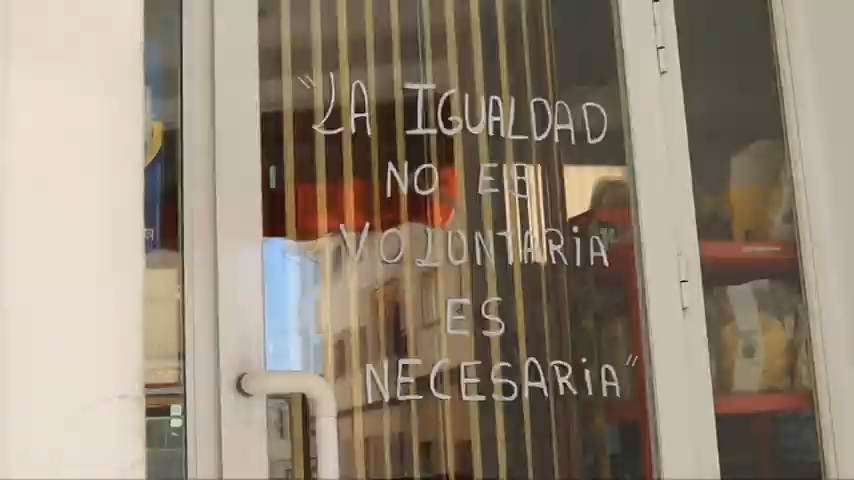 "LA IGUALDAD
NO ES
VOLUNTARIA
ES
NECESARIA"